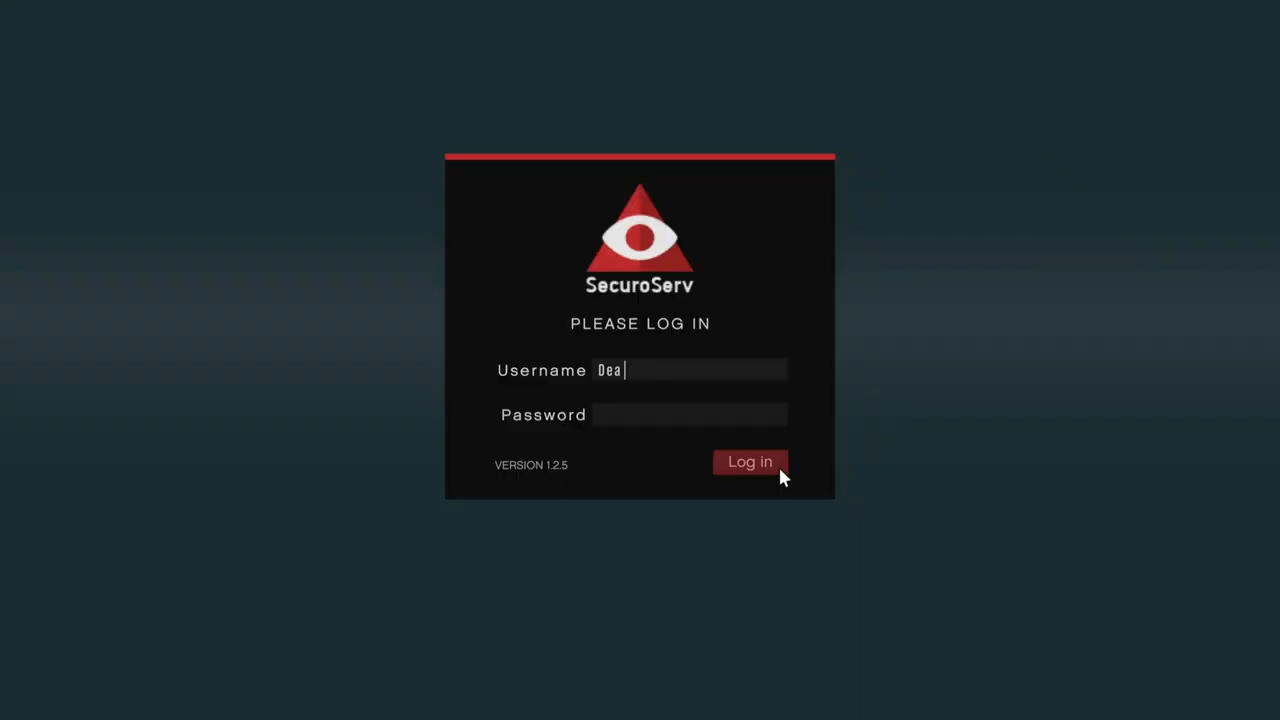 SecuroServ
PLEASE LOG IN
Username Dea
Password
VERSION 1.2.5 Log in